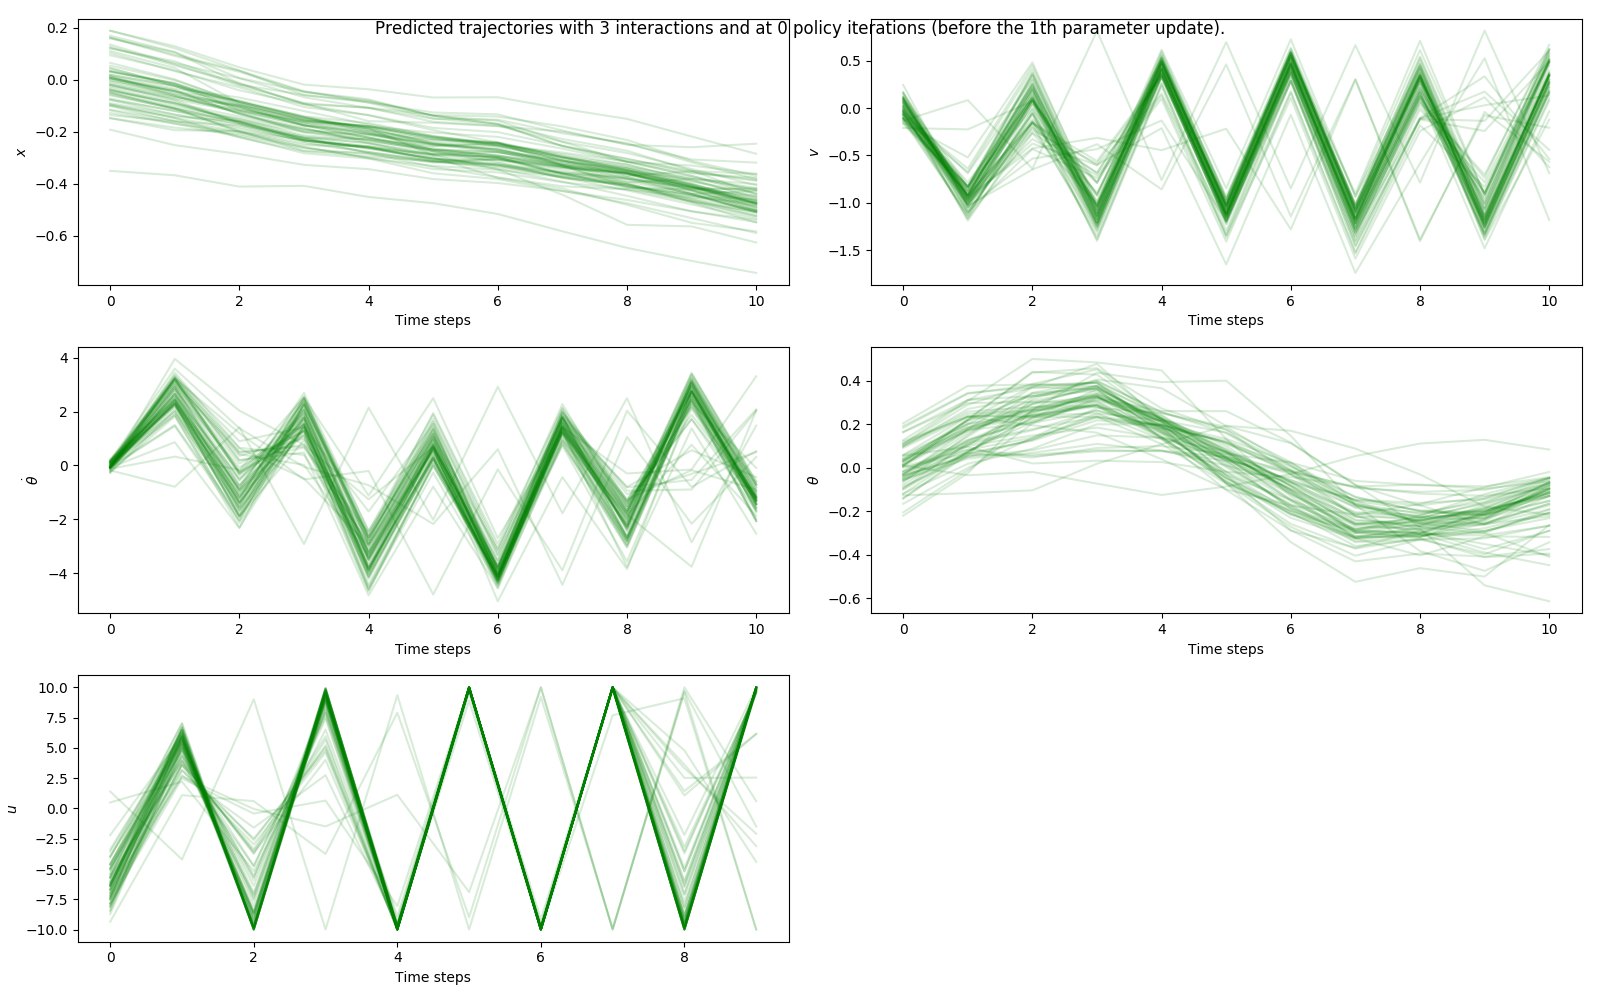 Predicted trajectories with 3 interactions and at 0 policy iterations (before the 1th parameter update).
0.2
0.0
−0.2
−0.4
−0.6
x
0 2 4 6 8 10
Time steps
0.5
0.0
−0.5
−1.0
−1.5
v
0 2 4 6 8 10
Time steps
4
2
0
−2
−4
θ̇
0 2 4 6 8 10
Time steps
0.4
0.2
0.0
−0.2
−0.4
−0.6
θ
0 2 4 6 8 10
Time steps
10.0
7.5
5.0
2.5
0.0
−2.5
−5.0
−7.5
−10.0
u
0 2 4 6 8
Time steps